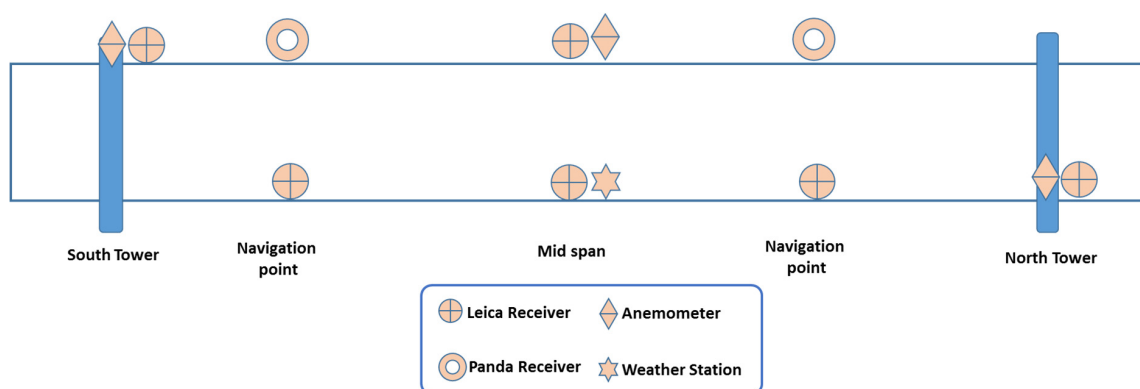 South Tower
Navigation
point
Mid span
Navigation
point
North Tower
Leica Receiver
Anemometer
Panda Receiver
Weather Station